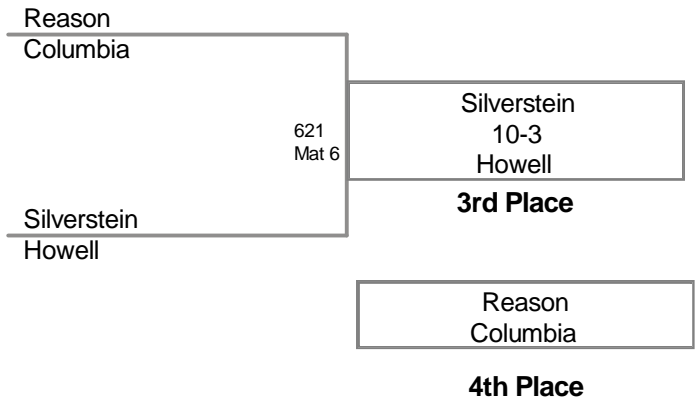 Reason
Columbia
Silverstein
10-3
Howell
621
Mat 6
3rd Place
Silverstein
Howell
Reason
Columbia
4th Place